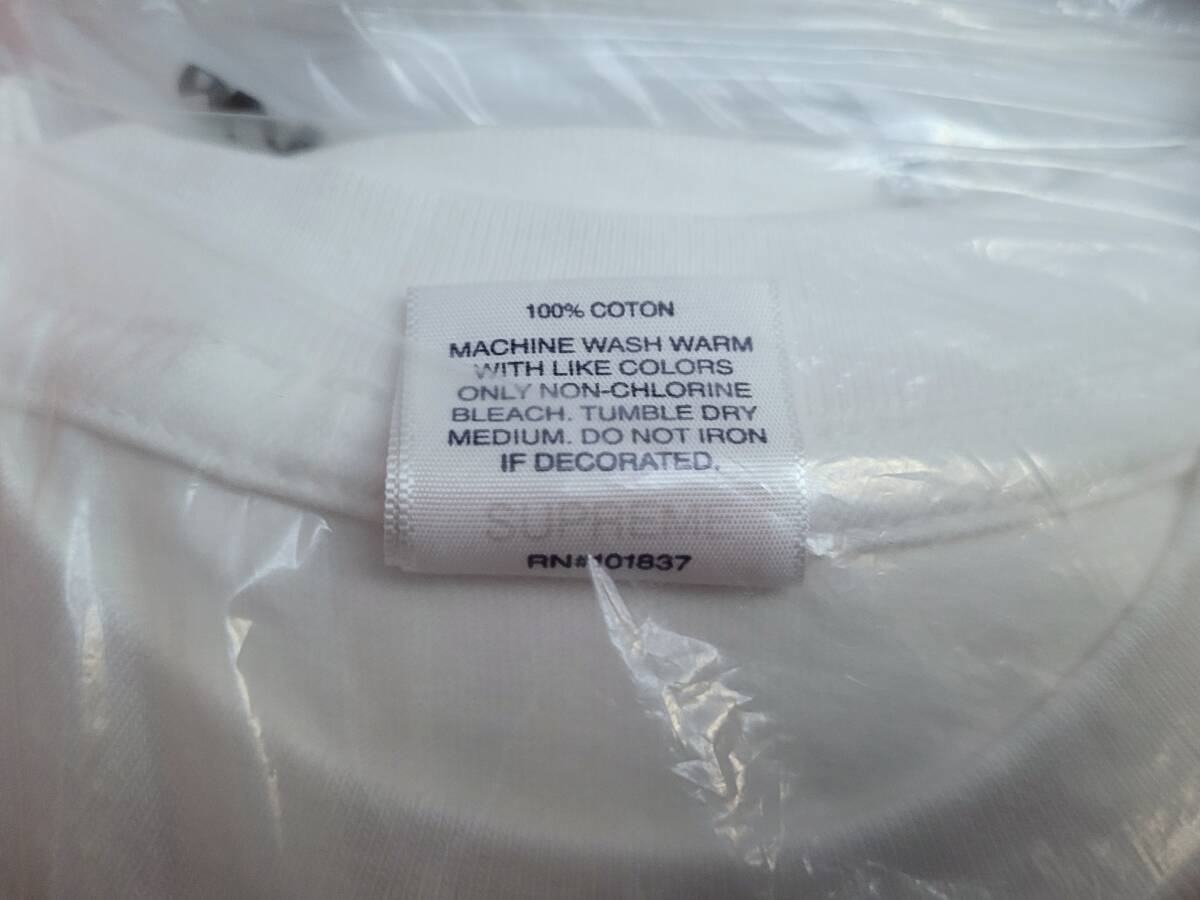 100% COTON
MACHINE WASH WARM
WITH LIKE COLORS
ONLY NON-CHLORINE
BLEACH. TUMBLE DRY
MEDIUM. DO NOT IRON
IF DECORATED.
SUPREME
RN#101837